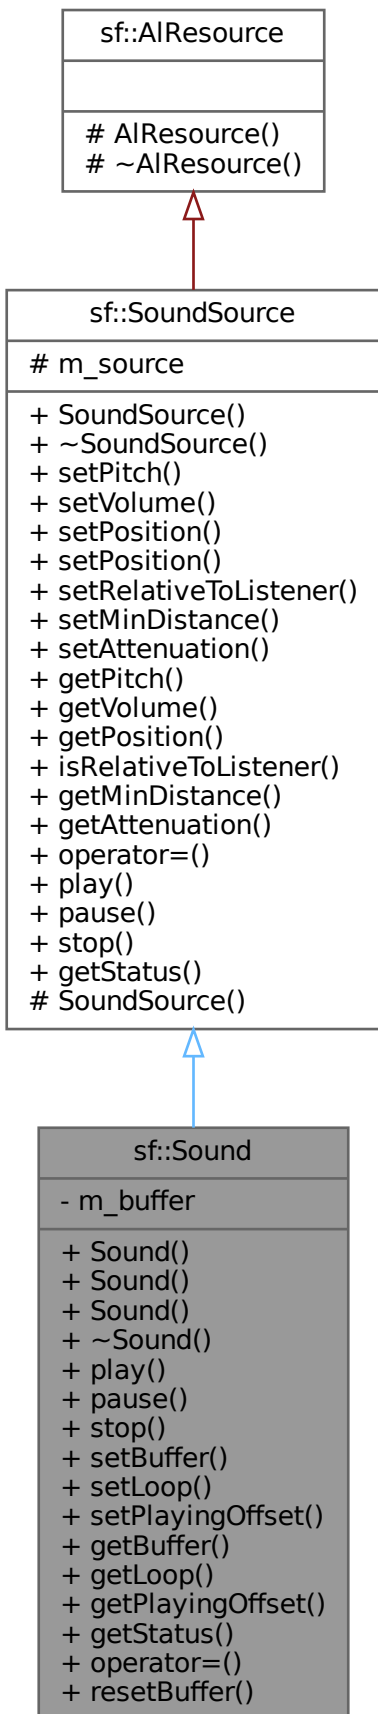 sf::AlResource
# AlResource()
# ~AlResource()
sf::SoundSource
# m_source
+ SoundSource()
+ ~SoundSource()
+ setPitch()
+ setVolume()
+ setPosition()
+ setPosition()
+ setRelativeToListener()
+ setMinDistance()
+ setAttenuation()
+ getPitch()
+ getVolume()
+ getPosition()
+ isRelativeToListener()
+ getMinDistance()
+ getAttenuation()
+ operator=()
+ play()
+ pause()
+ stop()
+ getStatus()
# SoundSource()
sf::Sound
- m_buffer
+ Sound()
+ Sound()
+ Sound()
+ ~Sound()
+ play()
+ pause()
+ stop()
+ setBuffer()
+ setLoop()
+ setPlayingOffset()
+ getBuffer()
+ getLoop()
+ getPlayingOffset()
+ getStatus()
+ operator=()
+ resetBuffer()